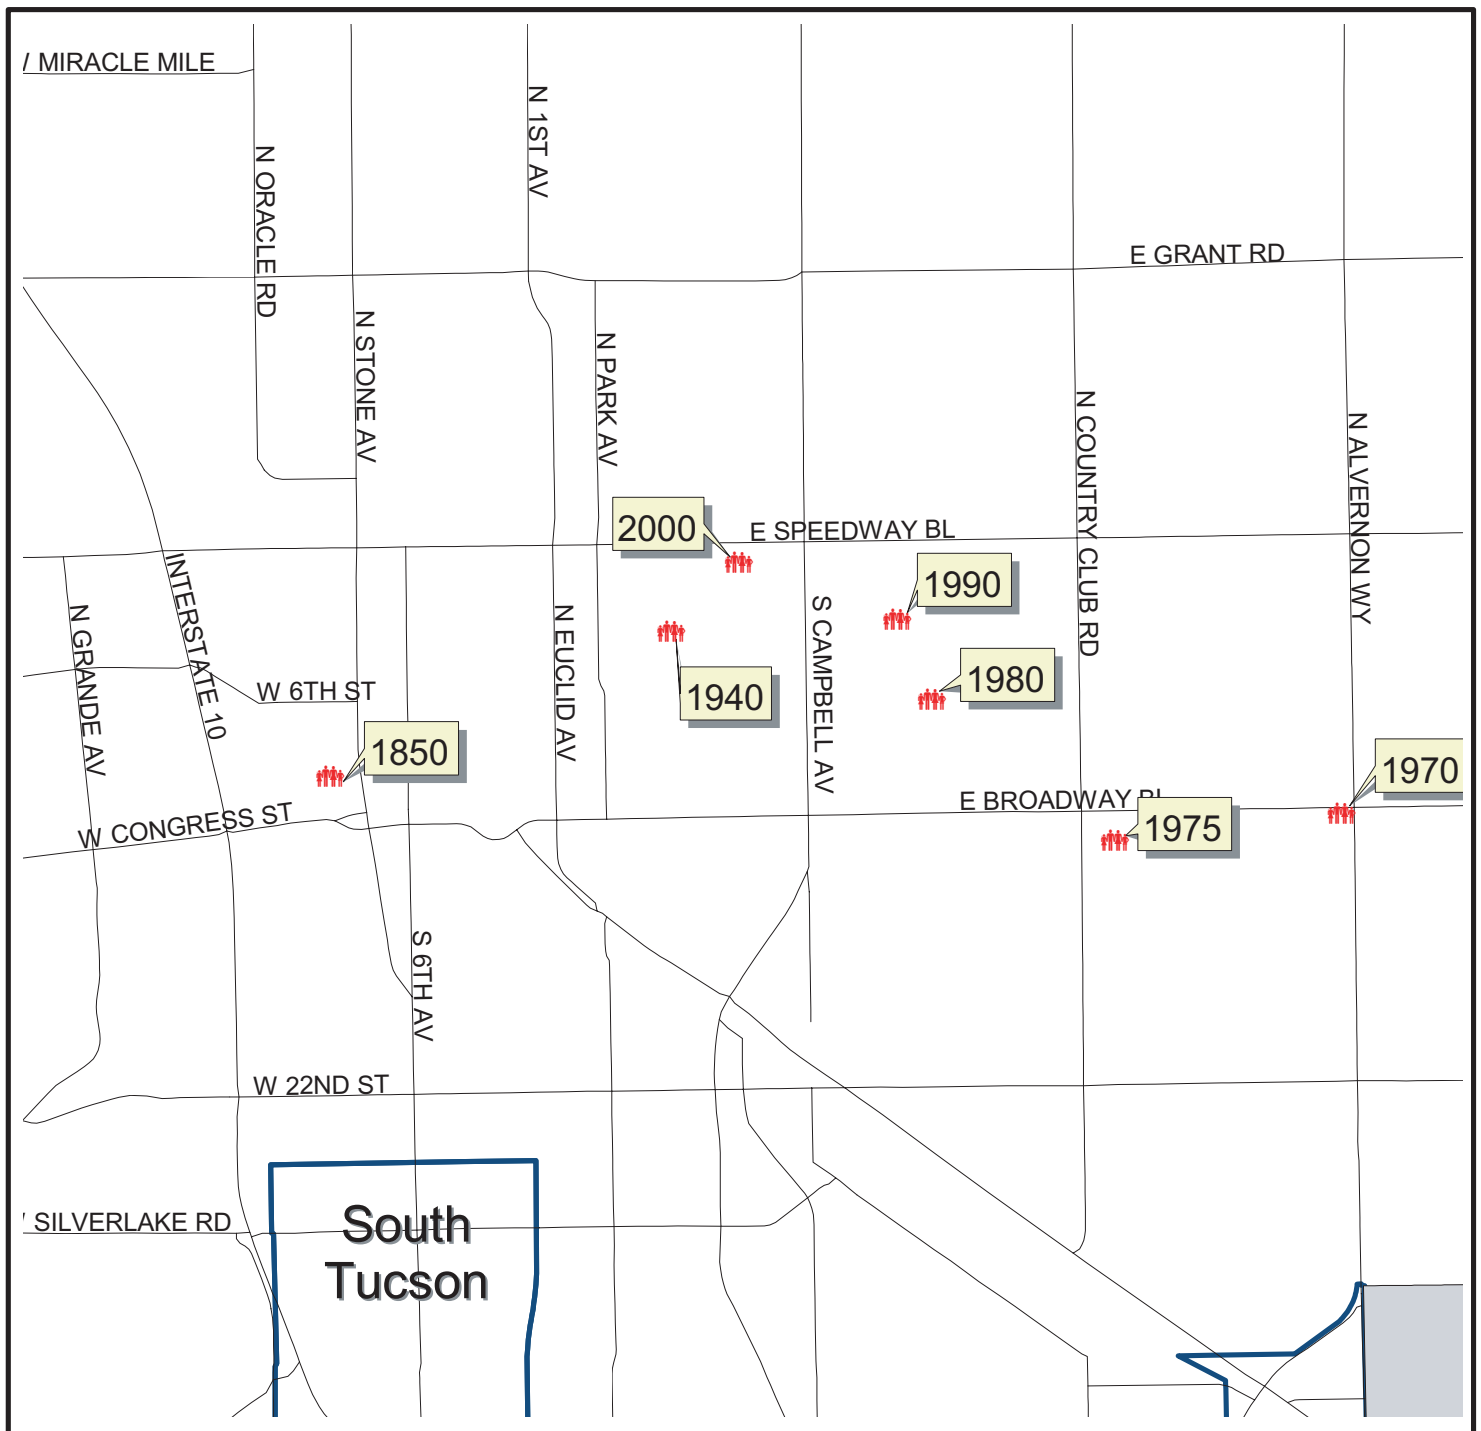 / MIRACLE MILE
N 1ST AV
N ORACLE RD
E GRANT RD
N STONE AV
N PARK AV
N COUNTRY CLUB RD
N ALVERNON WY
2000
E SPEEDWAY BL
INTERSTATE 10
1990
N GRANDE AV
N EUCLID AV
S CAMPBELL AV
W 6TH ST
1940
1980
1850
1970
W CONGRESS ST
E BROADWAY
1975
S 6TH AV
W 22ND ST
/ SILVERLAKE RD
South
Tucson